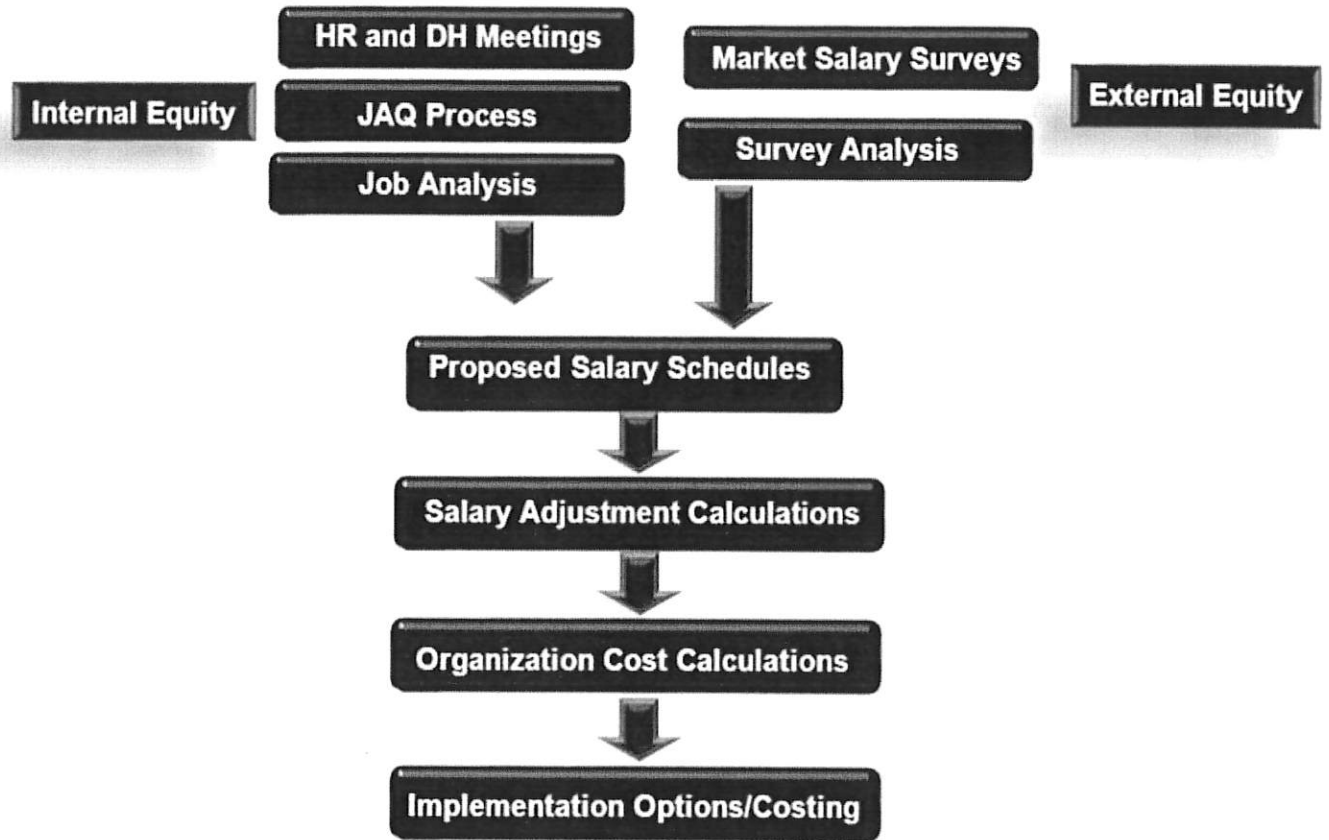 HR and DH Meetings
Market Salary Surveys
Internal Equity
JAQ Process
External Equity
Survey Analysis
Job Analysis
Proposed Salary Schedules
Salary Adjustment Calculations
Organization Cost Calculations
Implementation Options/Costing